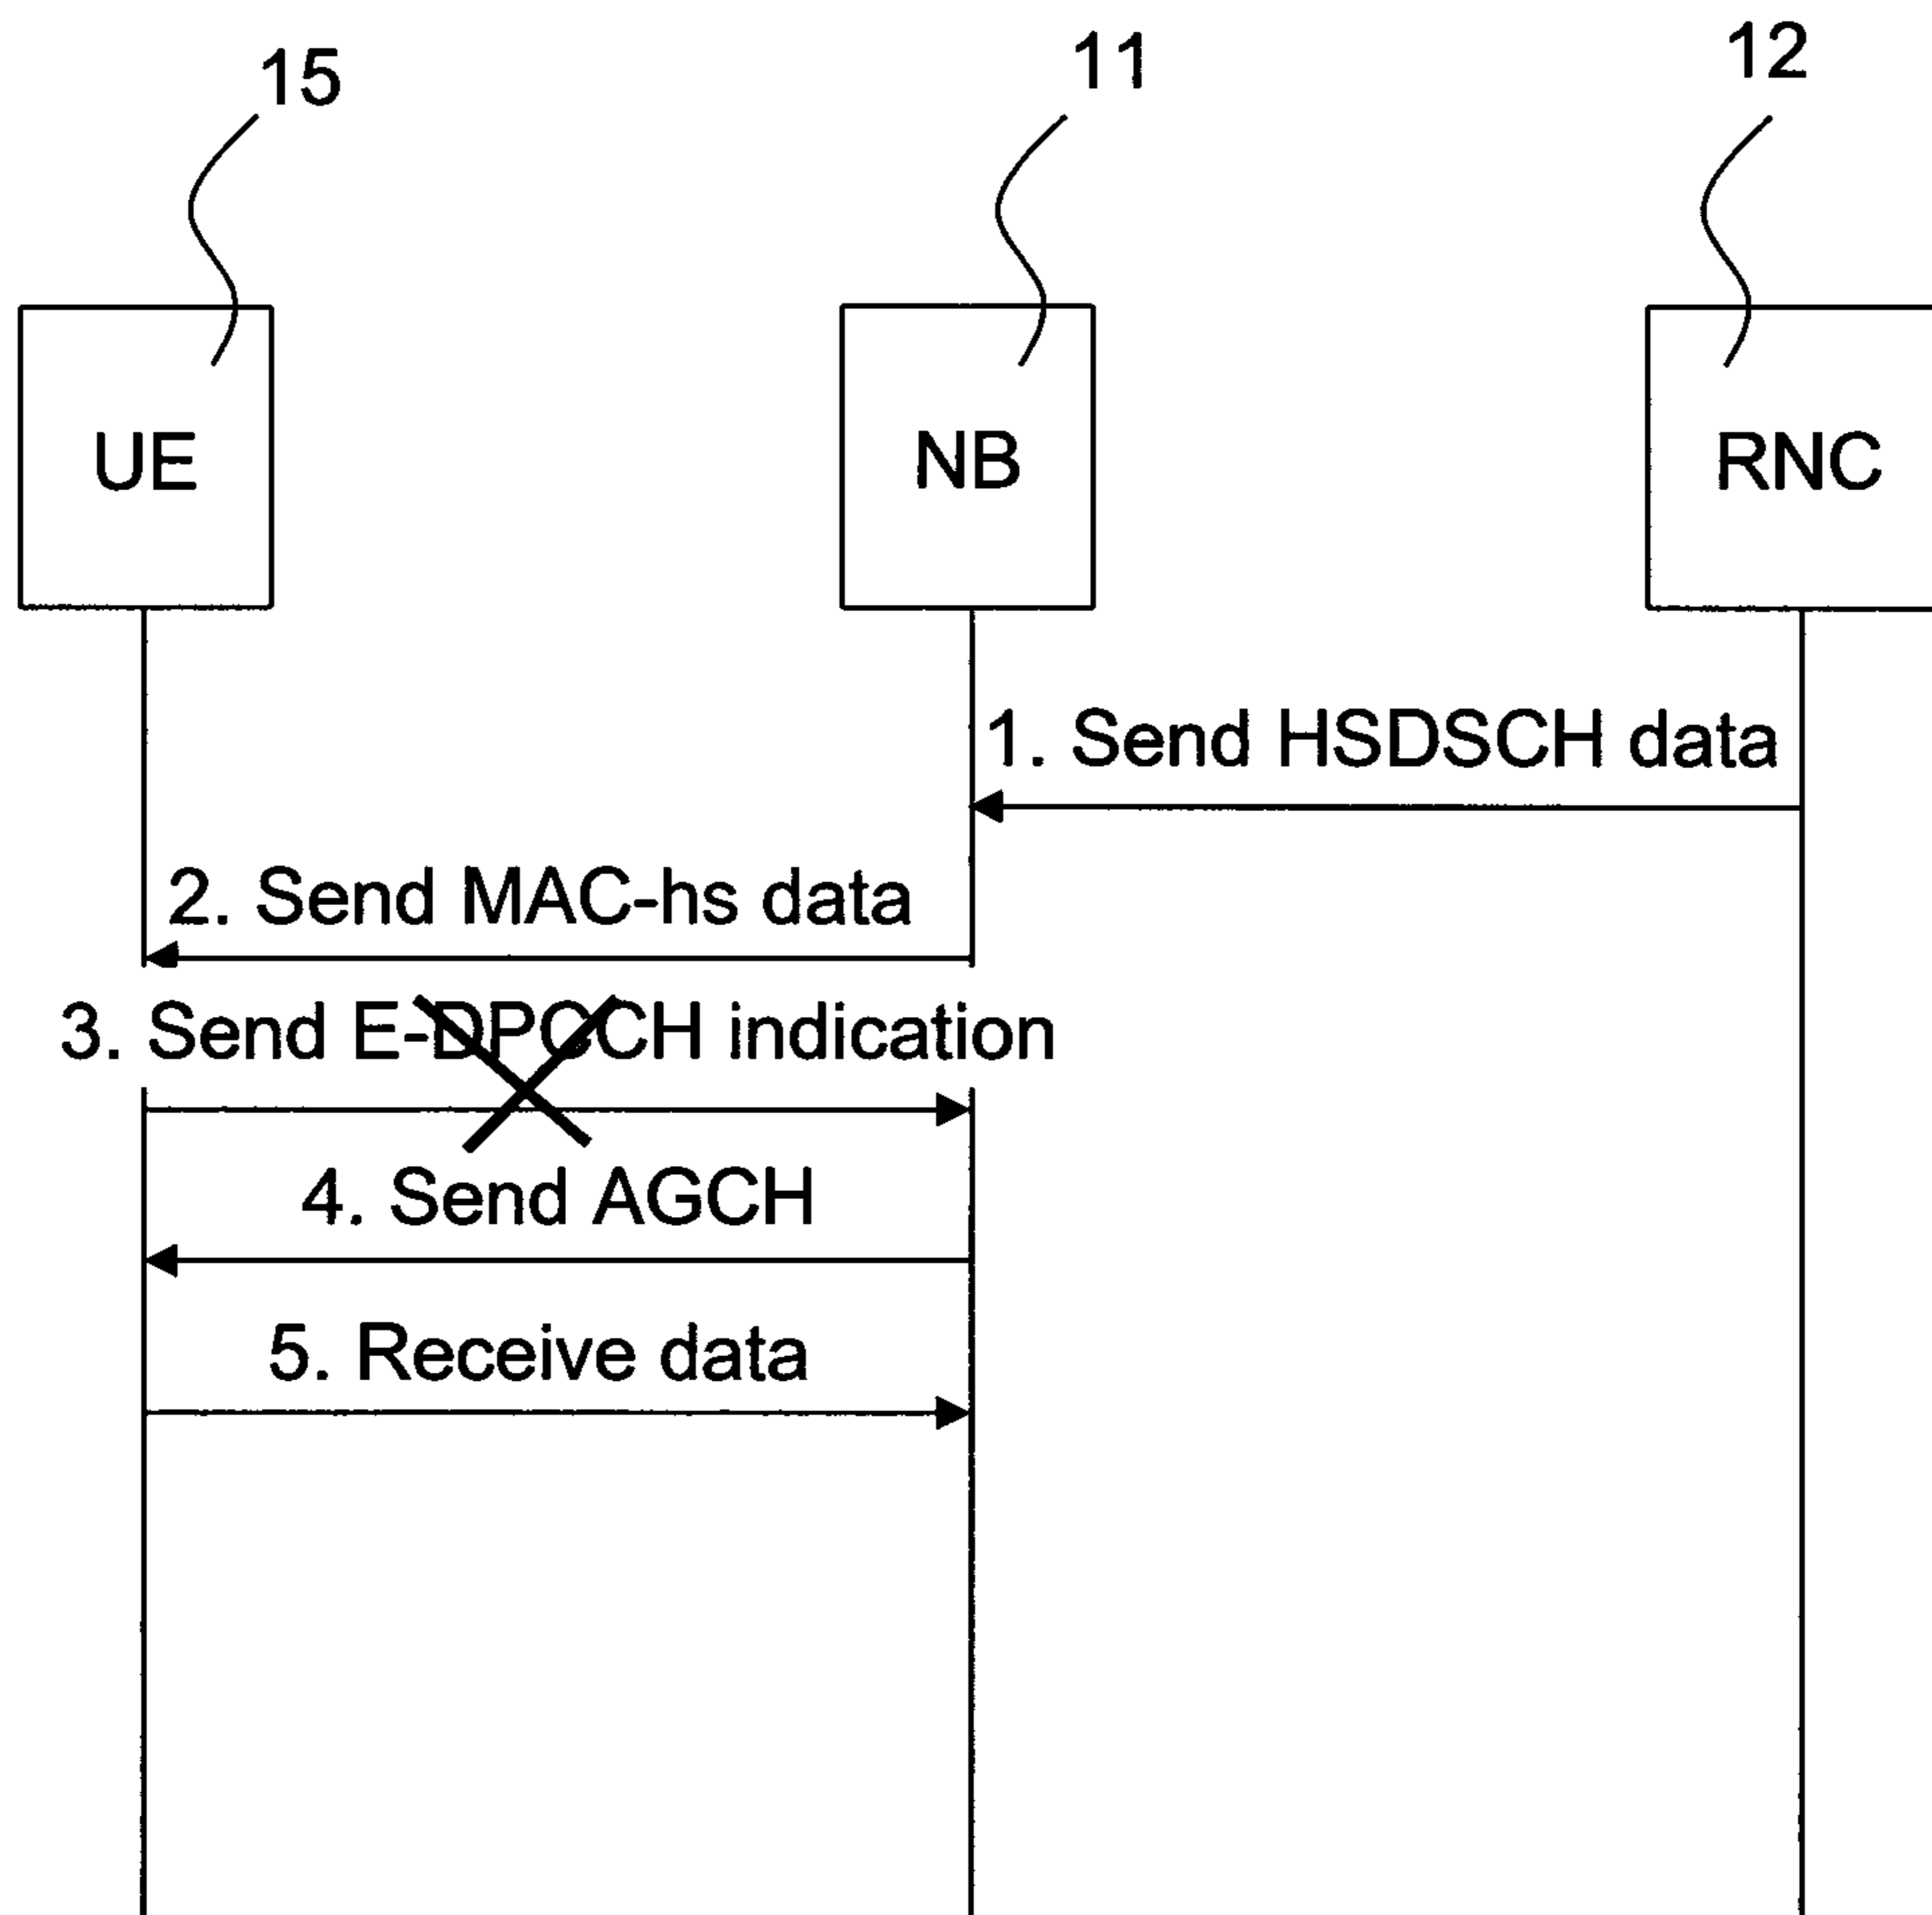 15
11
12
UE
NB
RNC
1. Send HSDSCH data
2. Send MAC-hs data
3. Send E-DPCCH indication
4. Send AGCH
5. Receive data